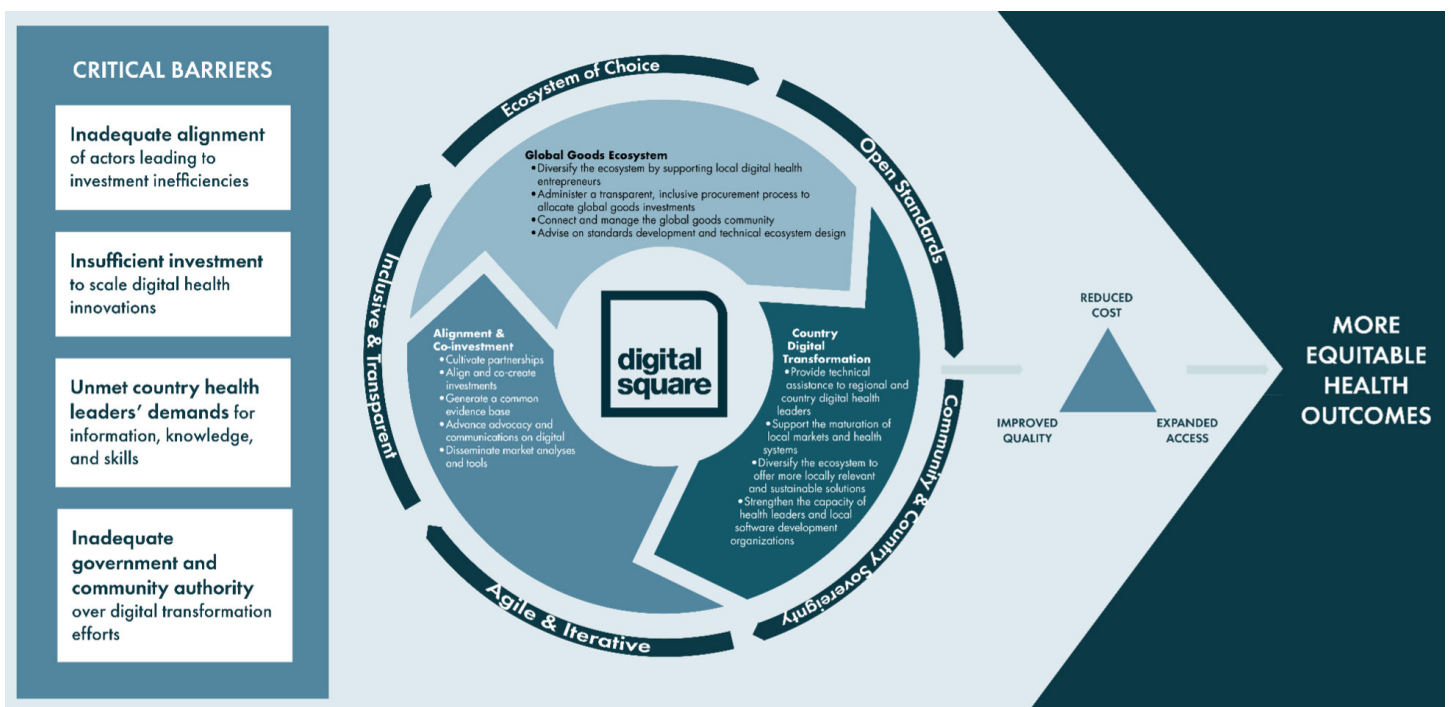 CRITICAL BARRIERS
Inadequate alignment
of actors leading to
investment inefficiencies
Insufficient investment
to scale digital health
innovations
Unmet country health
leaders' demands for
information, knowledge,
and skills
Inadequate
government and
community authority
over digital transformation
efforts
Ecosystem of Choice
Open Standards
Community & Country Sovereignty
Agile & Iterative
Inclusive & Transparent
Global Goods Ecosystem
•Diversify the ecosystem by supporting local digital health
entrepreneurs
•Administer a transparent, inclusive procurement process to
allocate global goods investments
•Connect and manage the global goods community
•Advise on standards development and technical ecosystem design
Alignment &
Co-investment
•Cultivate partnerships
•Align and co-create
investments
•Generate a common
evidence base
•Advance advocacy and
communications on digital
•Disseminate market analyses
and tools
digital
square
Country
Digital
Transformation
•Provide technical
assistance to regional and
country digital health
leaders
•Support the maturation of
local markets and health
systems
•Diversify the ecosystem to
offer more locally relevant
and sustainable solutions
•Strengthen the capacity of
health leaders and local
software development
organizations
REDUCED
COST
IMPROVED
QUALITY
EXPANDED
ACCESS
MORE
EQUITABLE
HEALTH
OUTCOMES